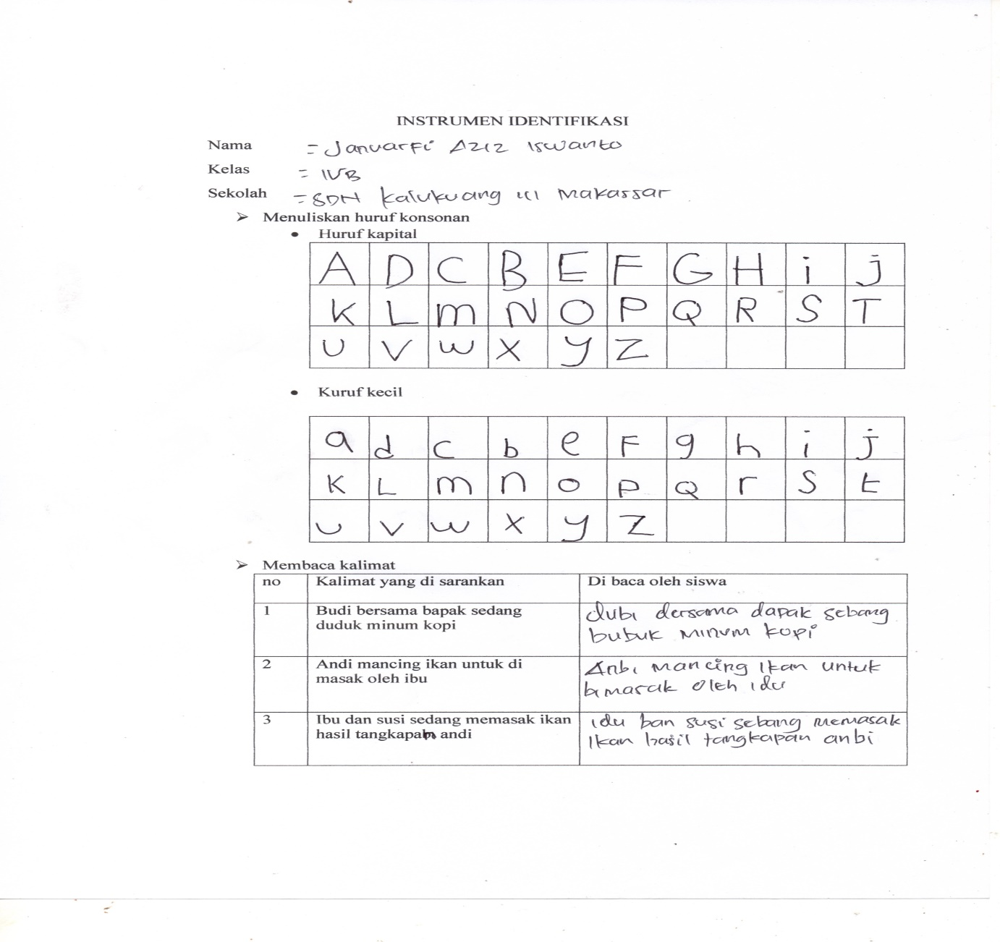 INSTRUMEN IDENTIFIKASI
Nama = Januarfi Aziz Iswanto
Kelas = IVB
Sekolah = SDN Kalukuang III Makassar
➤ Menuliskan huruf konsonan
• Huruf kapital
A D C B E F G H i j
K L m N O P Q R S T
U V W X y Z
• Kuruf kecil
a d c b e F g h i j
K L m n o p Q r S t
u v w x y z
➤ Membaca kalimat
no Kalimat yang di sarankan Di baca oleh siswa
1 Budi bersama bapak sedang duduk minum kopi
dubi dersama dapak sebang
bubuk minum kopi
2 Andi mancing ikan untuk di masak oleh ibu
Anbi mancing ikan untuk
bimasak oleh idu
3 Ibu dan susi sedang memasak ikan hasil tangkapan andi
idu ban susi sebang memasak
ikan hasil tangkapan anbi